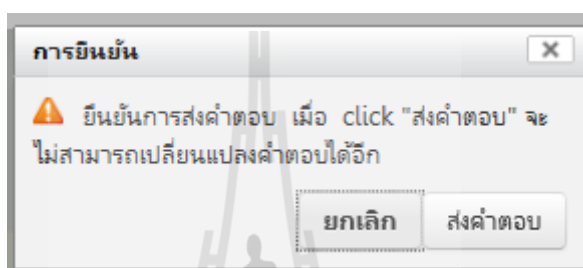 การยืนยัน
ยืนยันการส่งคำตอบ เมื่อ click "ส่งคำตอบ" จะ
ไม่สามารถเปลี่ยนแปลงคำตอบได้อีก
ยกเลิก ส่งคำตอบ